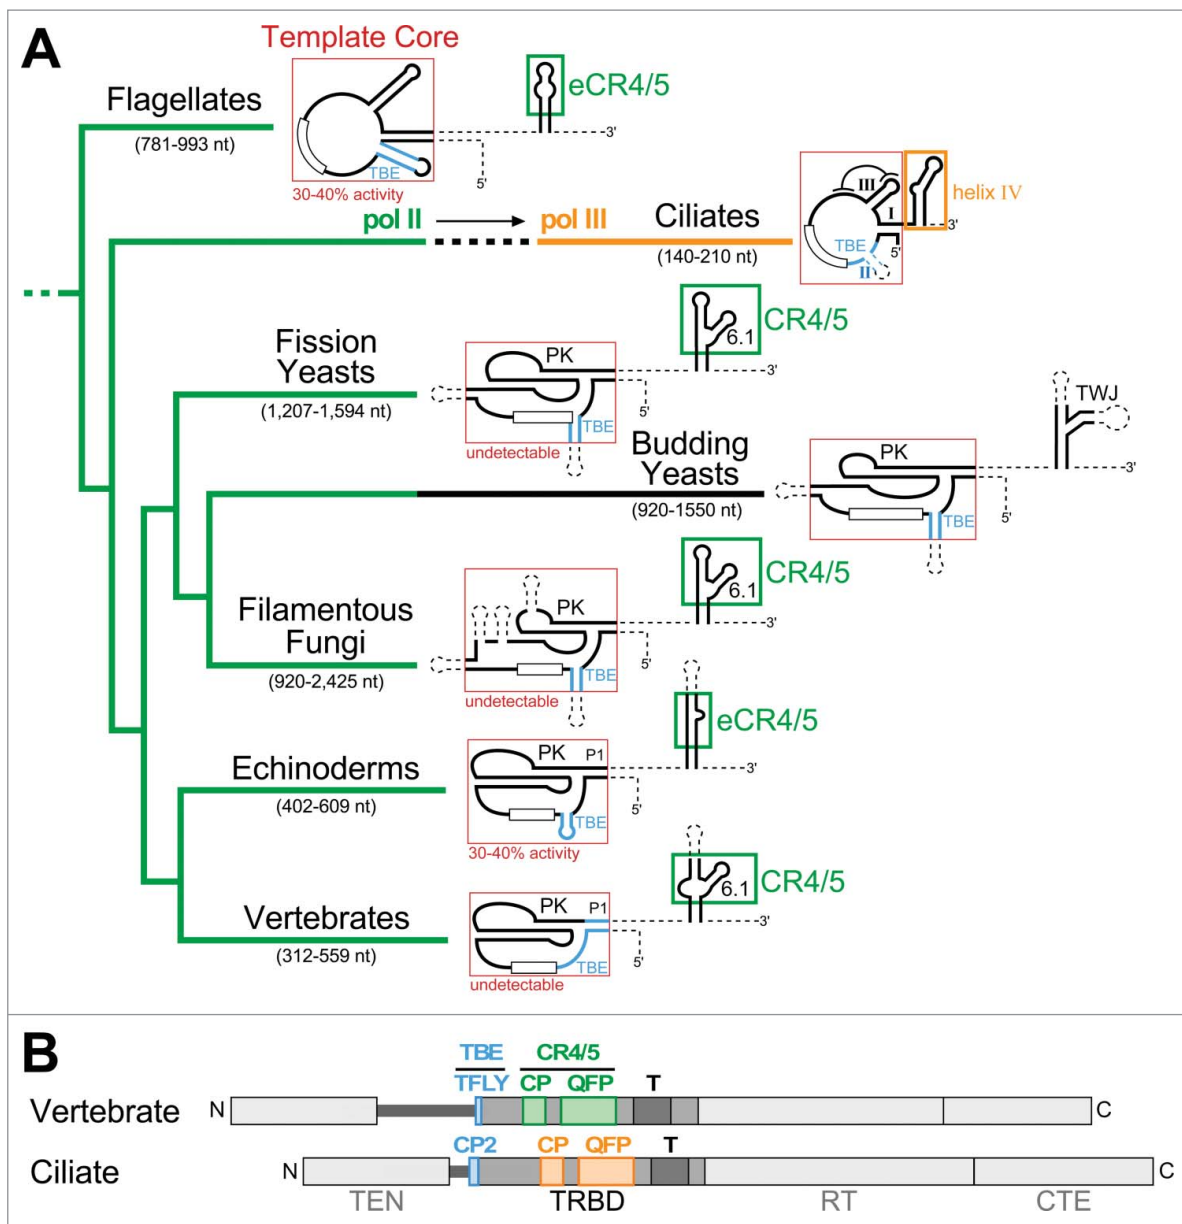 A
Template Core
Flagellates
(781-993 nt)
TBE
30-40% activity
eCR4/5
3'
5'
pol II
pol III
Ciliates
(140-210 nt)
III
I
TBE
II
helix IV
3'
5'
Fission
Yeasts
(1,207-1,594 nt)
PK
TBE
undetectable
6.1
CR4/5
3'
5'
Budding
Yeasts
(920-1550 nt)
PK
TBE
TWJ
3'
5'
Filamentous
Fungi
(920-2,425 nt)
PK
TBE
undetectable
6.1
CR4/5
3'
5'
Echinoderms
(402-609 nt)
PK P1
TBE
30-40% activity
eCR4/5
3'
5'
Vertebrates
(312-559 nt)
PK P1
TBE
undetectable
6.1
CR4/5
3'
5'
B
TBE CR4/5
TFLY CP QFP T
Vertebrate N C
CP2 CP QFP T
Ciliate N C
TEN TRBD RT CTE